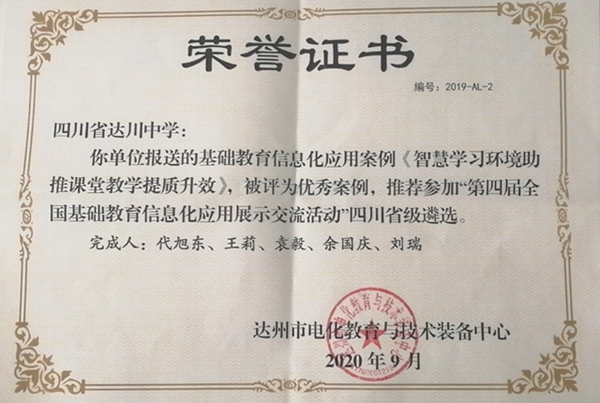 荣誉证书
编号：2019-AL-2
四川省达川中学：
你单位报送的基础教育信息化应用案例《智慧学习环境助
推课堂教学提质升效》，被评为优秀案例，推荐参加“第四届全
国基础教育信息化应用展示交流活动”四川省级遴选。
完成人：代旭东、王莉、袁毅、余国庆、刘瑞
达州市电化教育与技术装备中心
2020年9月